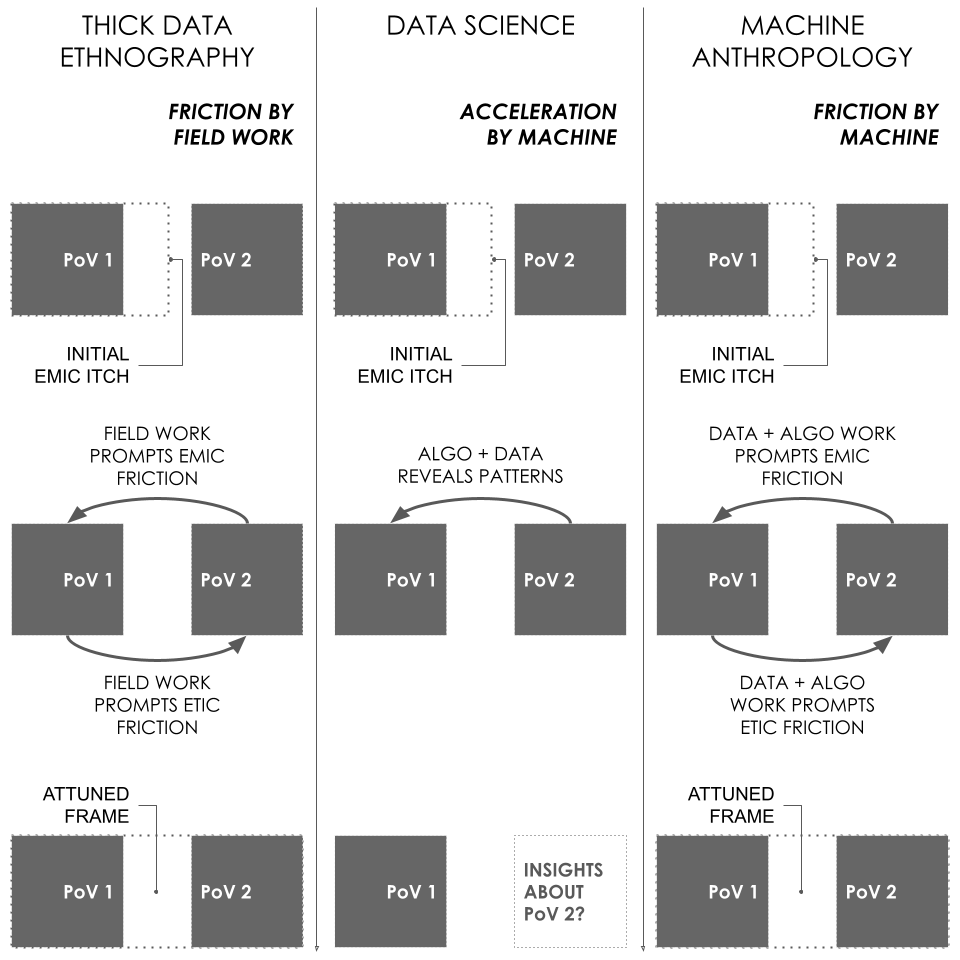 THICK DATA
ETHNOGRAPHY
FRICTION BY
FIELD WORK
PoV 1
PoV 2
INITIAL
EMIC ITCH
FIELD WORK
PROMPTS EMIC
FRICTION
PoV 1
PoV 2
FIELD WORK
PROMPTS ETIC
FRICTION
ATTUNED
FRAME
PoV 1
PoV 2
DATA SCIENCE
ACCELERATION
BY MACHINE
PoV 1
PoV 2
INITIAL
EMIC ITCH
ALGO + DATA
REVEALS PATTERNS
PoV 1
PoV 2
PoV 1
INSIGHTS
ABOUT
PoV 2?
MACHINE
ANTHROPOLOGY
FRICTION BY
MACHINE
PoV 1
PoV 2
INITIAL
EMIC ITCH
DATA + ALGO WORK
PROMPTS EMIC
FRICTION
PoV 1
PoV 2
DATA + ALGO
WORK PROMPTS
ETIC FRICTION
ATTUNED
FRAME
PoV 1
PoV 2